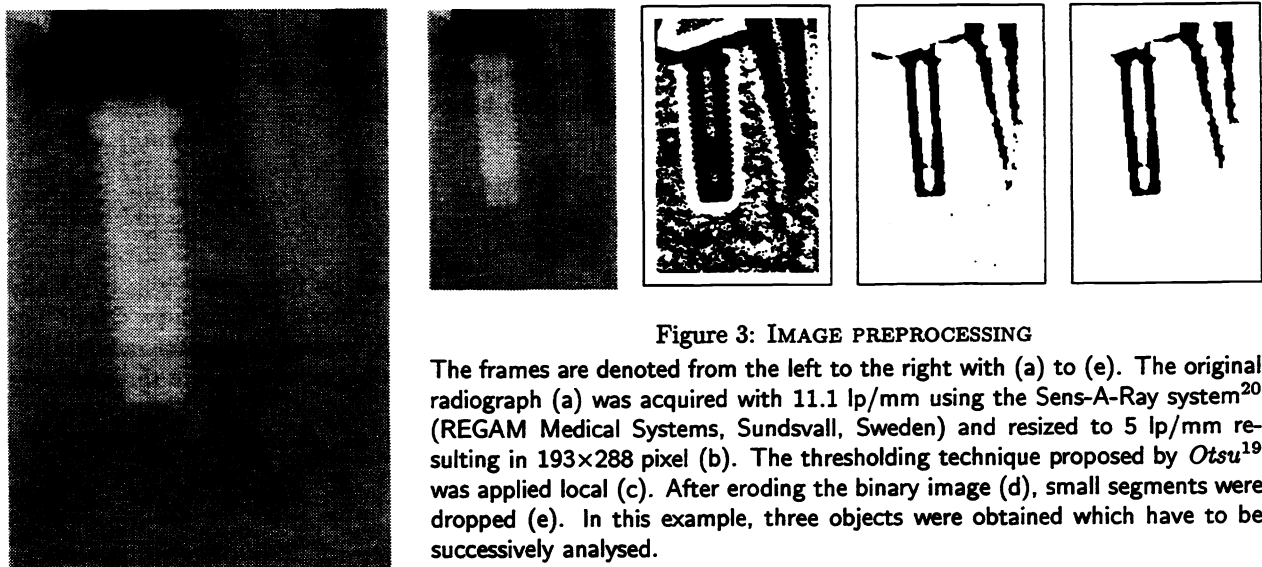 Figure 3: IMAGE PREPROCESSING
The frames are denoted from the left to the right with (a) to (e). The original
radiograph (a) was acquired with 11.1 lp/mm using the Sens-A-Ray system20
(REGAM Medical Systems, Sundsvall, Sweden) and resized to 5 lp/mm re-
sulting in 193×288 pixel (b). The thresholding technique proposed by Otsu19
was applied local (c). After eroding the binary image (d), small segments were
dropped (e). In this example, three objects were obtained which have to be
successively analysed.